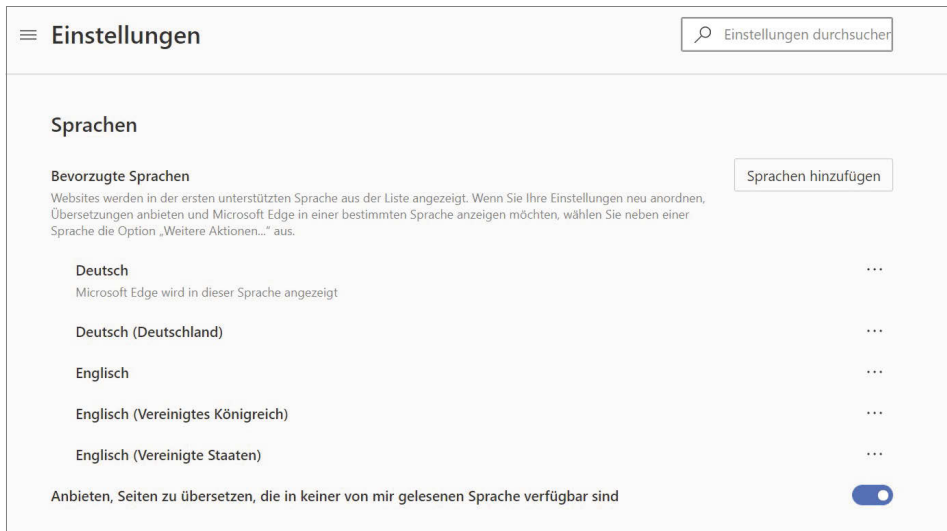 Einstellungen
Einstellungen durchsuchen
Sprachen
Bevorzugte Sprachen
Sprachen hinzufügen
Websites werden in der ersten unterstützten Sprache aus der Liste angezeigt. Wenn Sie Ihre Einstellungen neu anordnen,
Übersetzungen anbieten und Microsoft Edge in einer bestimmten Sprache anzeigen möchten, wählen Sie neben einer
Sprache die Option „Weitere Aktionen..." aus.
Deutsch
...
Microsoft Edge wird in dieser Sprache angezeigt
Deutsch (Deutschland)
...
Englisch
...
Englisch (Vereinigtes Königreich)
...
Englisch (Vereinigte Staaten)
...
Anbieten, Seiten zu übersetzen, die in keiner von mir gelesenen Sprache verfügbar sind